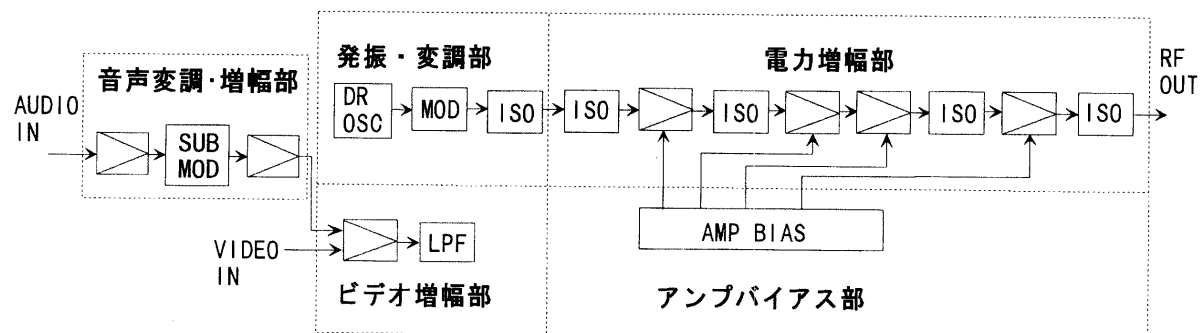 発振・変調部
電力増幅部
RF
OUT
音声変調・増幅部
AUDIO
IN
SUB
MOD
DR
OSC
MOD
ISO
ISO
ISO
ISO
ISO
AMP BIAS
VIDEO
IN
LPF
ビデオ増幅部
アンプバイアス部